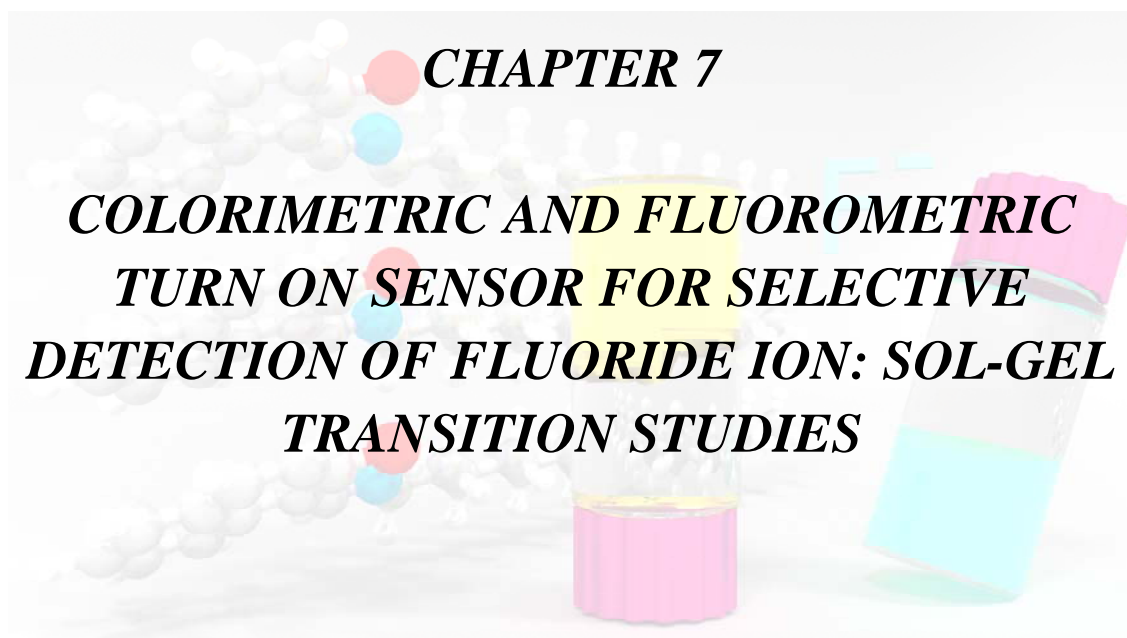 CHAPTER 7
COLORIMETRIC AND FLUOROMETRIC
TURN ON SENSOR FOR SELECTIVE
DETECTION OF FLUORIDE ION: SOL-GEL
TRANSITION STUDIES
F⁻